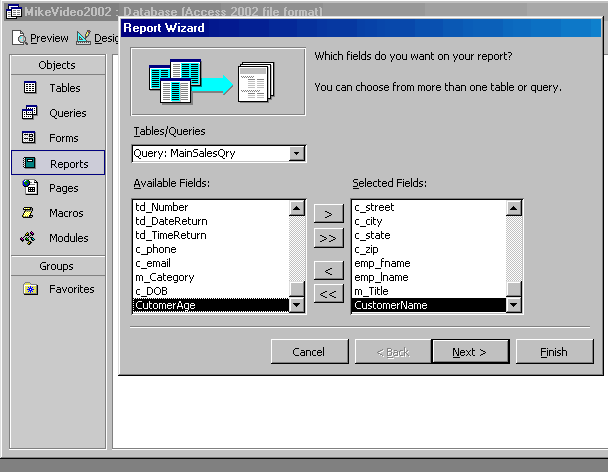 MikeVideo2002 : Database (Access 2002 file format)
Report Wizard
Preview Desig
Objects
Tables
Queries
Forms
Reports
Pages
Macros
Modules
Groups
Favorites
Which fields do you want on your report?
You can choose from more than one table or query.
Tables/Queries
Query: MainSalesQry
Available Fields:
td_Number
td_DateReturn
td_TimeReturn
c_phone
c_email
m_Category
c_DOB
CutomerAge
>
>>
<
<<
Selected Fields:
c_street
c_city
c_state
c_zip
emp_fname
emp_lname
m_Title
CustomerName
Cancel
< Back
Next >
Finish